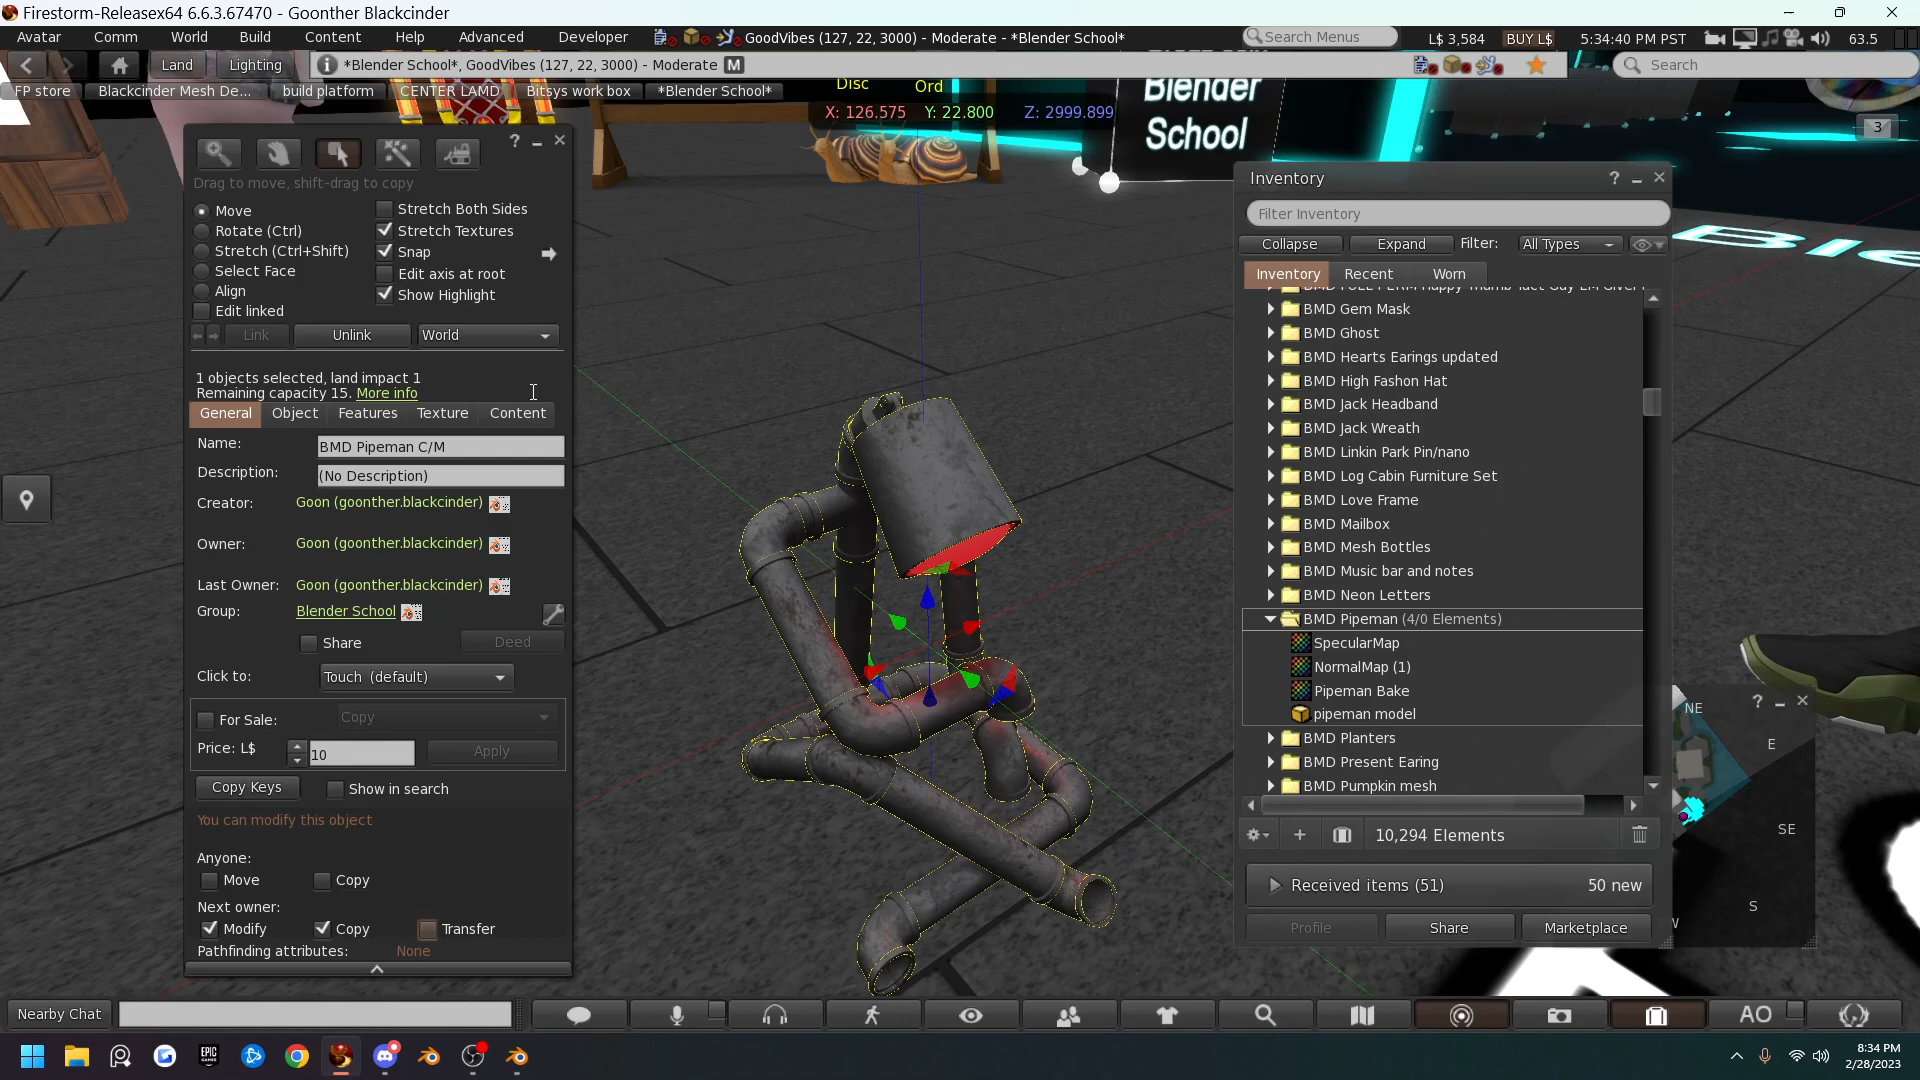 Firestorm-Releasex64 6.6.3.67470 - Goonther Blackcinder
Avatar Comm World Build Content Help Advanced Developer GoodVibes (127, 22, 3000) - Moderate - *Blender School* Search Menus L$ 3,584 BUY L$ 5:34:40 PM PST 63.5
Land Lighting *Blender School*, GoodVibes (127, 22, 3000) - Moderate M Search
FP store Blackcinder Mesh De... build platform CENTER LAMD Bitsys work box *Blender School*
Disc Ord
X: 126.575 Y: 22.800 Z: 2999.899
Blender
School
3
Drag to move, shift-drag to copy
Move
Rotate (Ctrl)
Stretch (Ctrl+Shift)
Select Face
Align
Edit linked
Stretch Both Sides
Stretch Textures
Snap
Edit axis at root
Show Highlight
Link Unlink World
1 objects selected, land impact 1
Remaining capacity 15. More info
General Object Features Texture Content
Name: BMD Pipeman C/M
Description: (No Description)
Creator: Goon (goonther.blackcinder)
Owner: Goon (goonther.blackcinder)
Last Owner: Goon (goonther.blackcinder)
Group: Blender School
Share Deed
Click to: Touch (default)
For Sale: Copy
Price: L$ 10 Apply
Copy Keys Show in search
You can modify this object
Anyone:
Move Copy
Next owner:
Modify Copy Transfer
Pathfinding attributes: None
Inventory
Filter Inventory
Collapse Expand Filter: All Types
Inventory Recent Worn
BMD Gem Mask
BMD Ghost
BMD Hearts Earings updated
BMD High Fashon Hat
BMD Jack Headband
BMD Jack Wreath
BMD Linkin Park Pin/nano
BMD Log Cabin Furniture Set
BMD Love Frame
BMD Mailbox
BMD Mesh Bottles
BMD Music bar and notes
BMD Neon Letters
BMD Pipeman (4/0 Elements)
SpecularMap
NormalMap (1)
Pipeman Bake
pipeman model
BMD Planters
BMD Present Earing
BMD Pumpkin mesh
10,294 Elements
Received items (51) 50 new
Profile Share Marketplace
NE
E
SE
S
Nearby Chat
AO
EPIC
8:34 PM
2/28/2023